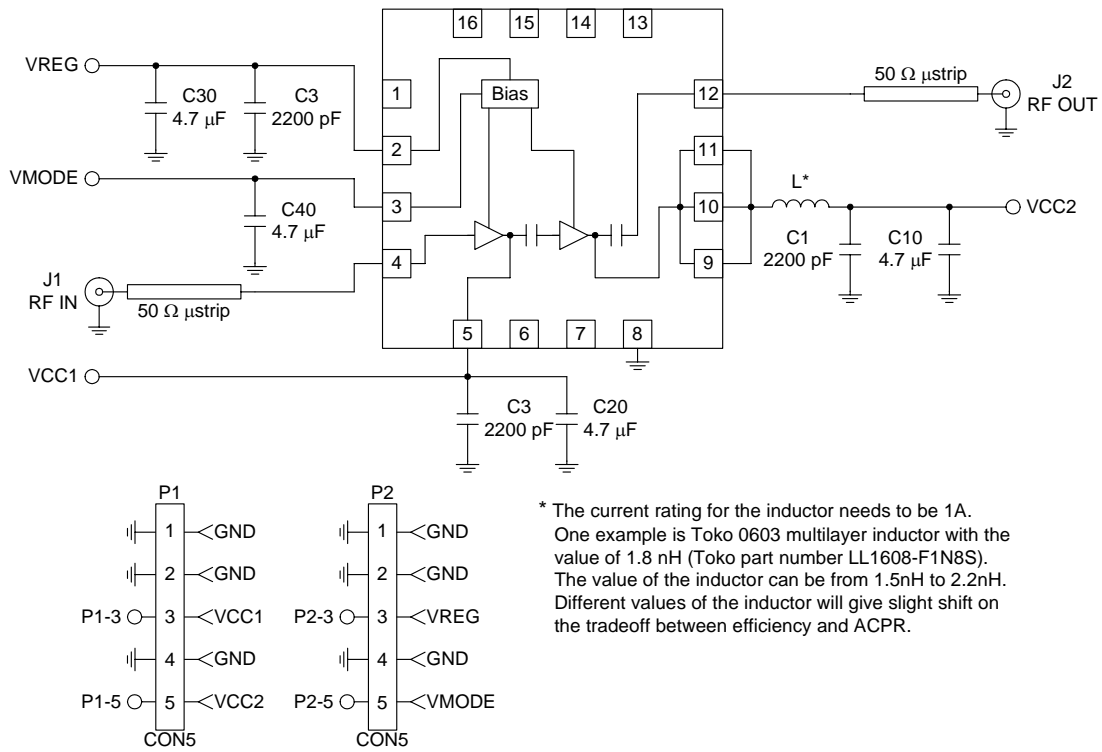 16 15 14 13
VREG
C30
4.7 μF
C3
2200 pF
1
Bias
12
50 Ω μstrip
J2
RF OUT
2
11
VMODE
C40
4.7 μF
3
10
L*
VCC2
C1
2200 pF
C10
4.7 μF
4
9
J1
RF IN
50 Ω μstrip
5 6 7 8
VCC1
C3
2200 pF
C20
4.7 μF
P1
1 GND
2 GND
P1-3 3 VCC1
4 GND
P1-5 5 VCC2
CON5
P2
1 GND
2 GND
P2-3 3 VREG
4 GND
P2-5 5 VMODE
CON5
* The current rating for the inductor needs to be 1A.
One example is Toko 0603 multilayer inductor with the
value of 1.8 nH (Toko part number LL1608-F1N8S).
The value of the inductor can be from 1.5nH to 2.2nH.
Different values of the inductor will give slight shift on
the tradeoff between efficiency and ACPR.